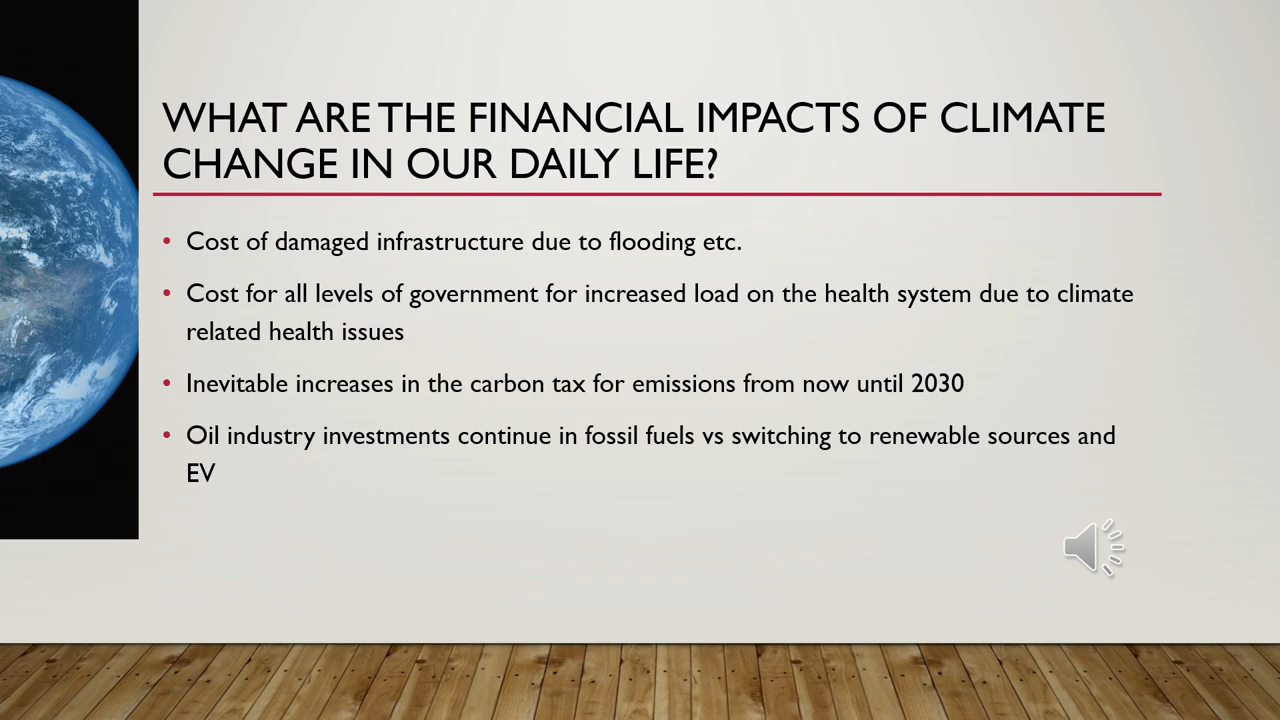 WHAT ARE THE FINANCIAL IMPACTS OF CLIMATE
CHANGE IN OUR DAILY LIFE?
• Cost of damaged infrastructure due to flooding etc.
• Cost for all levels of government for increased load on the health system due to climate
related health issues
• Inevitable increases in the carbon tax for emissions from now until 2030
• Oil industry investments continue in fossil fuels vs switching to renewable sources and
EV